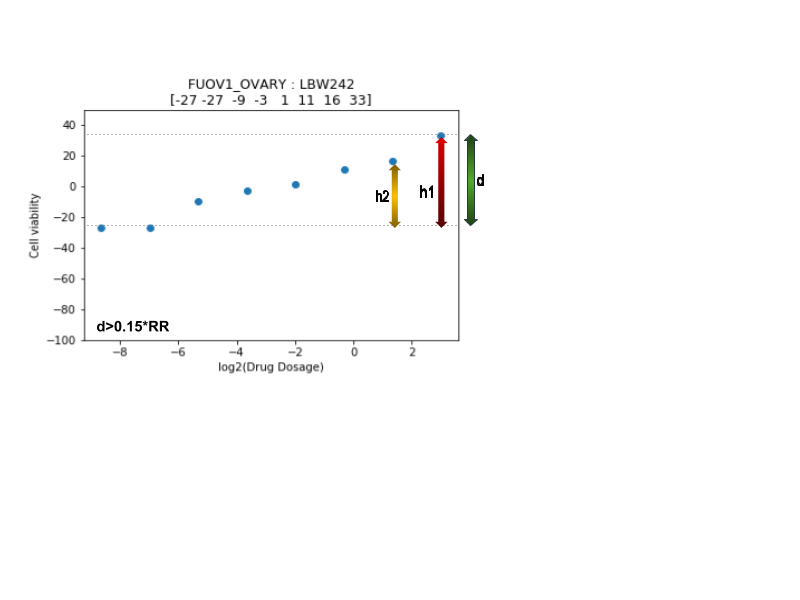 FUOV1_OVARY : LBW242
[-27 -27 -9 -3 1 11 16 33]
40
20
0
−20
−40
−60
−80
−100
Cell viability
h2
h1
d
d>0.15*RR
−8
−6
−4
−2
0
2
log2(Drug Dosage)